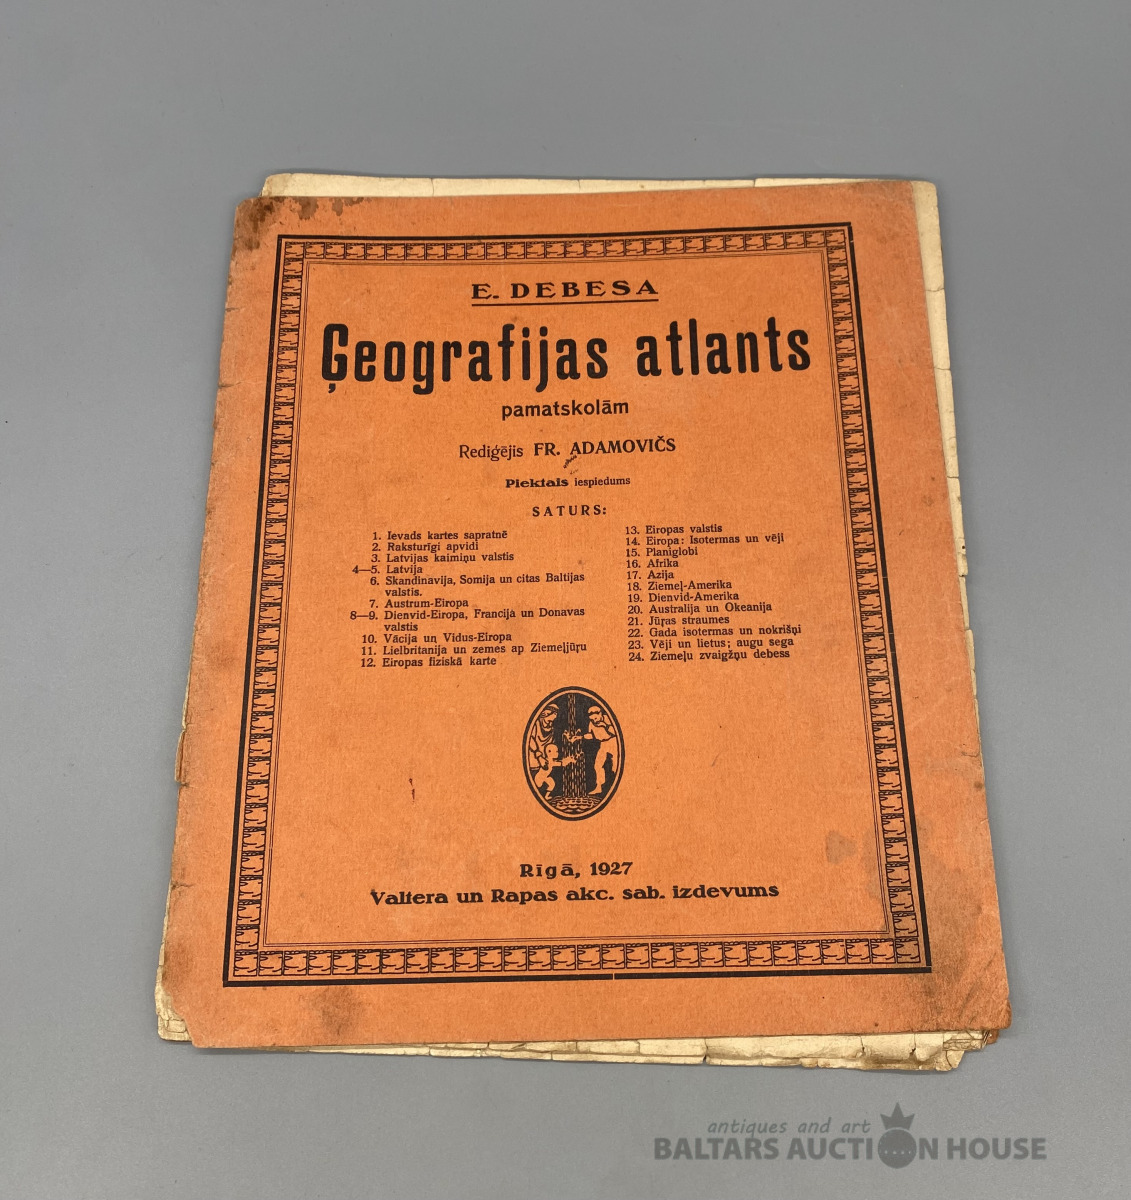 E. DEBESA
Ģeografijas atlants
pamatskolām
Rediģējis FR. ADAMOVIČS
Piektais iespiedums
SATURS:
1. Ievads kartes sapratnē
2. Raksturīgi apvidi
3. Latvijas kaimiņu valstis
4—5. Latvija
6. Skandinavija, Somija un citas Baltijas
valstis.
7. Austrum-Eiropa
8—9. Dienvid-Eiropa, Francija un Donavas
valstis
10. Vācija un Vidus-Eiropa
11. Lielbritanija un zemes ap Ziemeļjūŗu
12. Eiropas fiziskā karte
13. Eiropas valstis
14. Eiropa: Isotermas un vēji
15. Planiglobi
16. Afrika
17. Azija
18. Ziemeļ-Amerika
19. Dienvid-Amerika
20. Australija un Okeanija
21. Jūŗas straumes
22. Gada isotermas un nokrišņi
23. Vēji un lietus; augu sega
24. Ziemeļu zvaigžņu debess
Rīgā, 1927
Valtera un Rapas akc. sab. izdevums
antiques and art
BALTARS AUCTION HOUSE